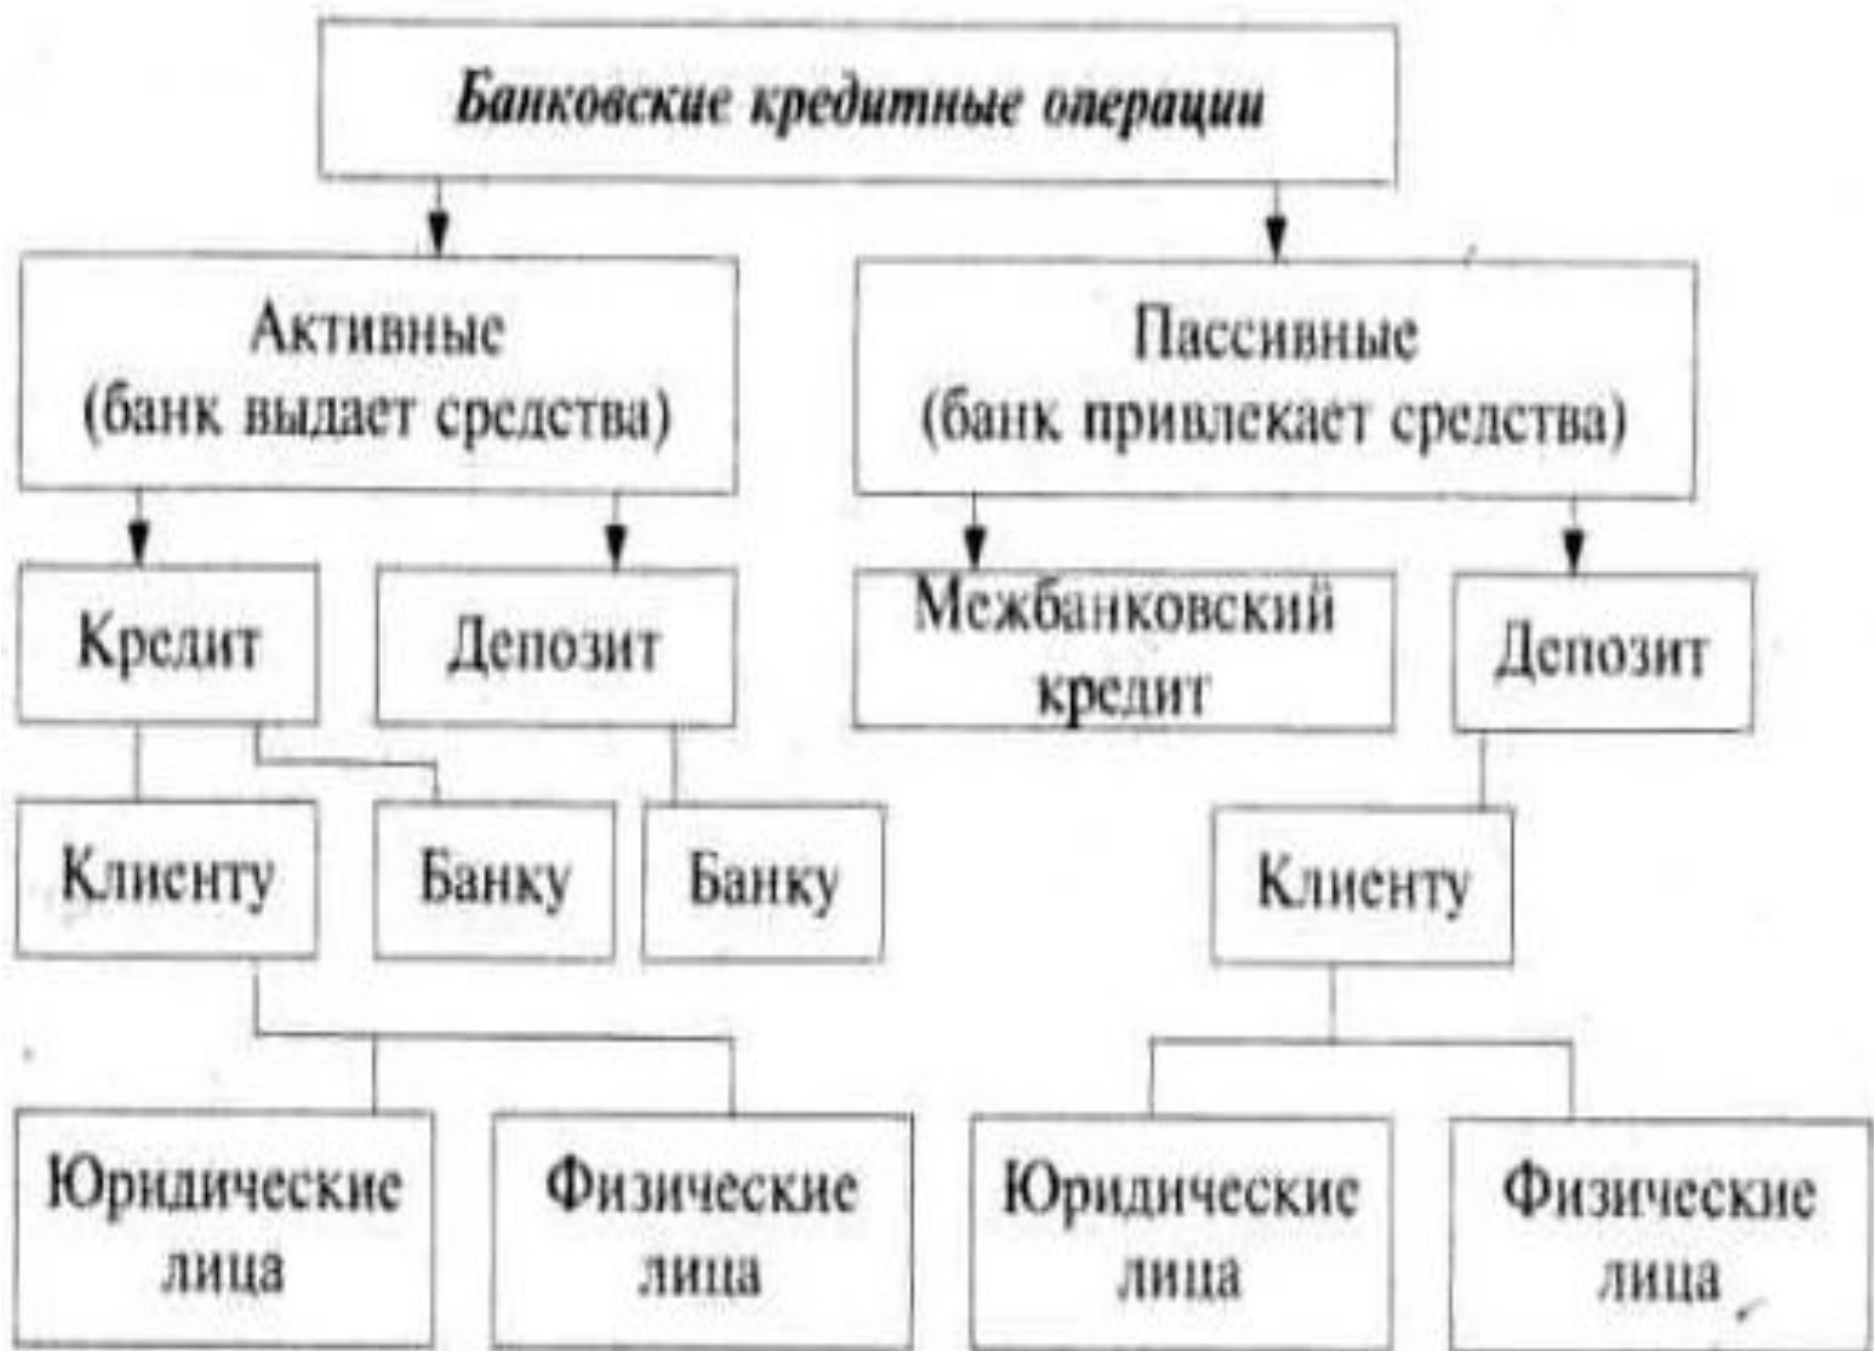 Банковские кредитные операции
Активные
(банк выдает средства)
Пассивные
(банк привлекает средства)
Кредит
Депозит
Межбанковский
кредит
Депозит
Клиенту
Банку
Банку
Клиенту
Юридические
лица
Физические
лица
Юридические
лица
Физические
лица